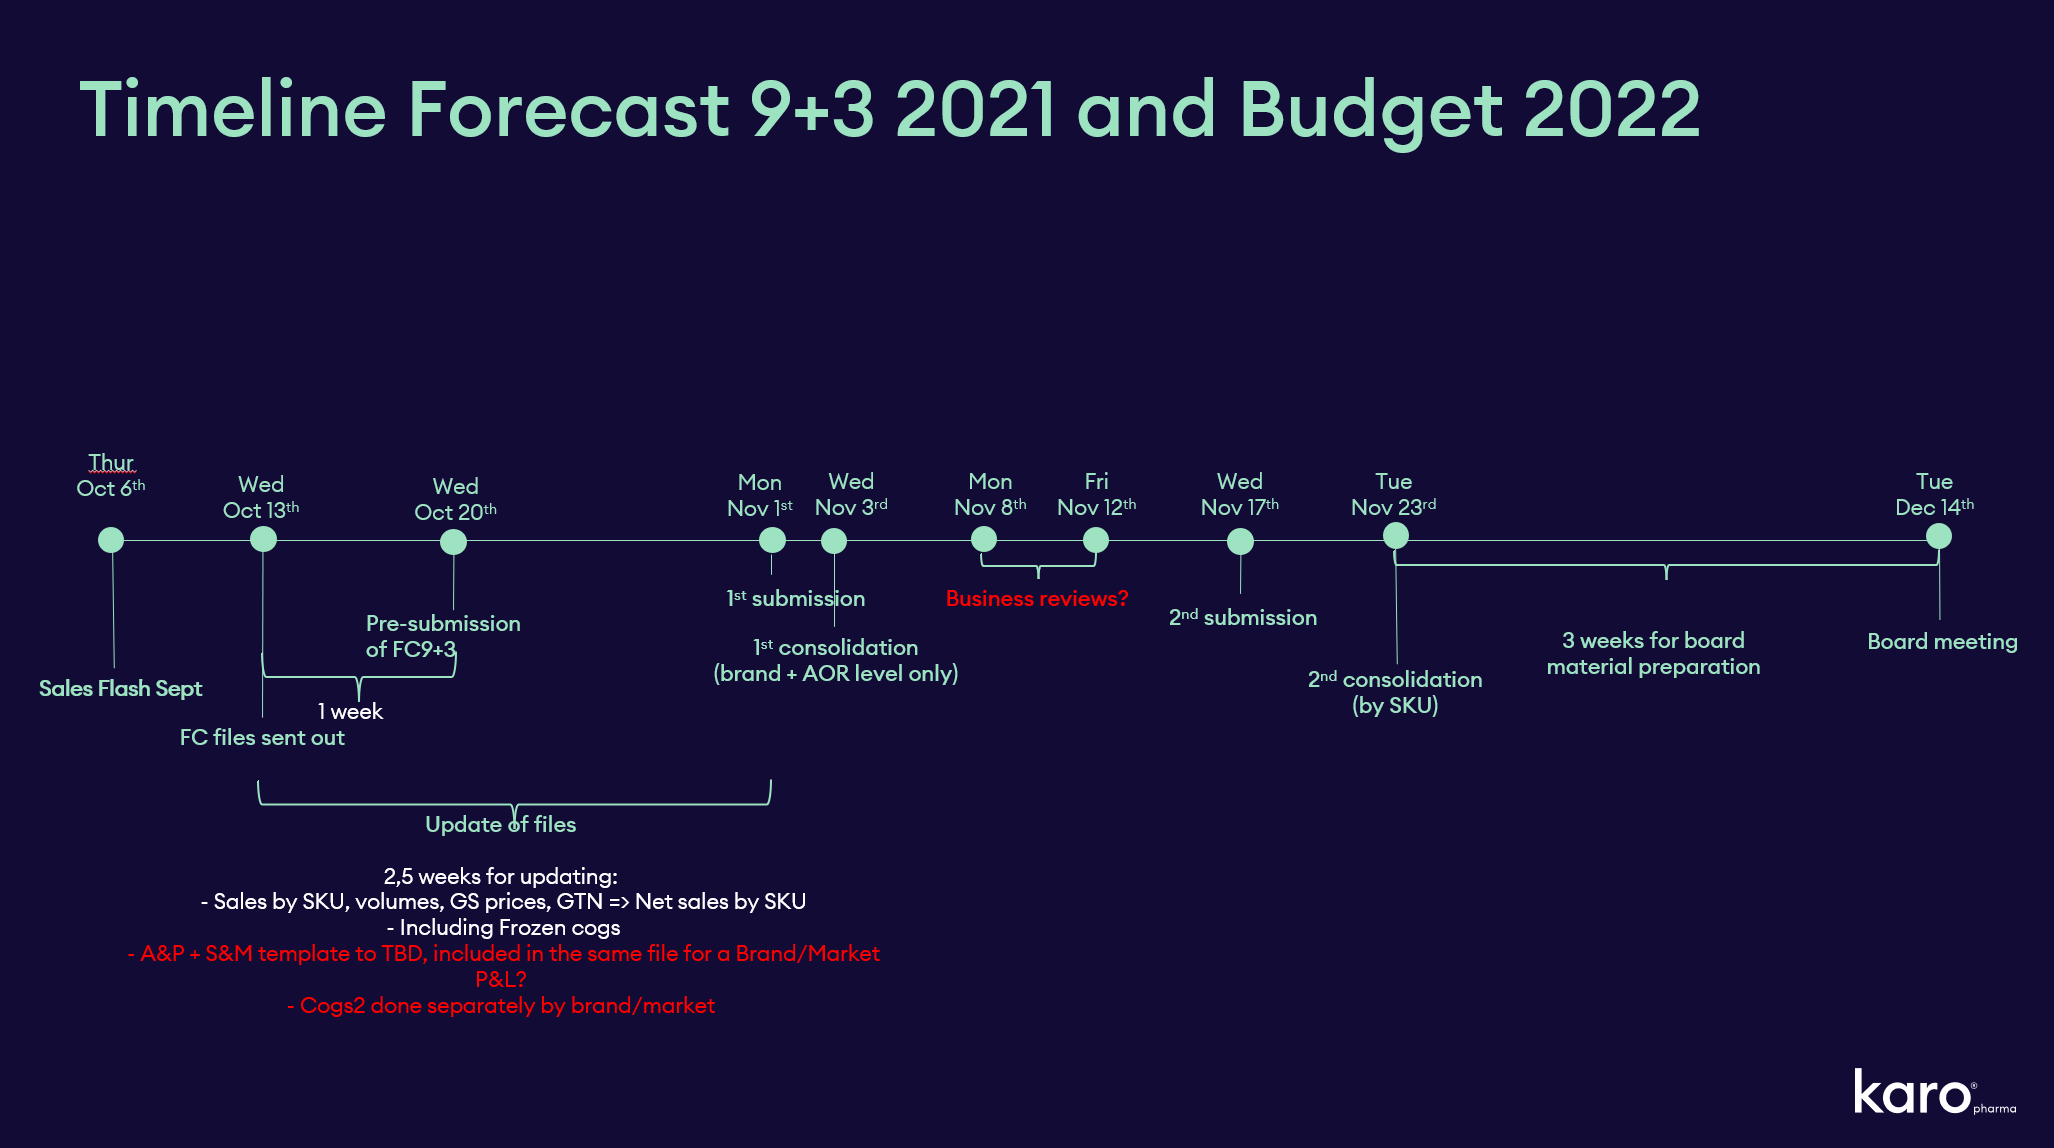 Timeline Forecast 9+3 2021 and Budget 2022
Thur
Oct 6th
Wed
Oct 13th
Wed
Oct 20th
Mon
Nov 1st
Wed
Nov 3rd
Mon
Nov 8th
Fri
Nov 12th
Wed
Nov 17th
Tue
Nov 23rd
Tue
Dec 14th
Sales Flash Sept
FC files sent out
Pre-submission
of FC9+3
1 week
1st submission
1st consolidation
(brand + AOR level only)
Business reviews?
2nd submission
2nd consolidation
(by SKU)
3 weeks for board
material preparation
Board meeting
Update of files
2,5 weeks for updating:
- Sales by SKU, volumes, GS prices, GTN => Net sales by SKU
- Including Frozen cogs
- A&P + S&M template to TBD, included in the same file for a Brand/Market
P&L?
- Cogs2 done separately by brand/market
karo®
pharma